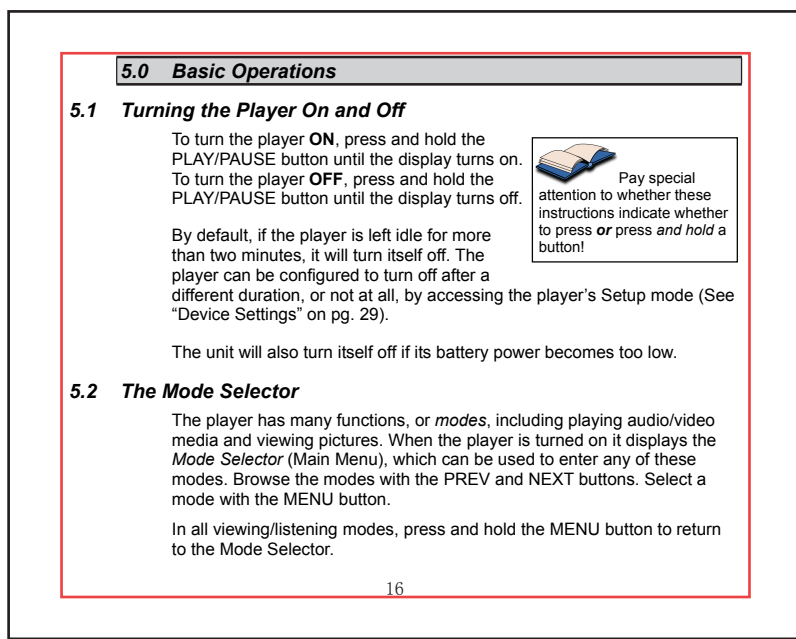 5.0 Basic Operations
5.1 Turning the Player On and Off
To turn the player ON, press and hold the
PLAY/PAUSE button until the display turns on.
To turn the player OFF, press and hold the
PLAY/PAUSE button until the display turns off.
Pay special
attention to whether these
instructions indicate whether
to press or press and hold a
button!
By default, if the player is left idle for more
than two minutes, it will turn itself off. The
player can be configured to turn off after a
different duration, or not at all, by accessing the player’s Setup mode (See
“Device Settings” on pg. 29).
The unit will also turn itself off if its battery power becomes too low.
5.2 The Mode Selector
The player has many functions, or modes, including playing audio/video
media and viewing pictures. When the player is turned on it displays the
Mode Selector (Main Menu), which can be used to enter any of these
modes. Browse the modes with the PREV and NEXT buttons. Select a
mode with the MENU button.
In all viewing/listening modes, press and hold the MENU button to return
to the Mode Selector.
16